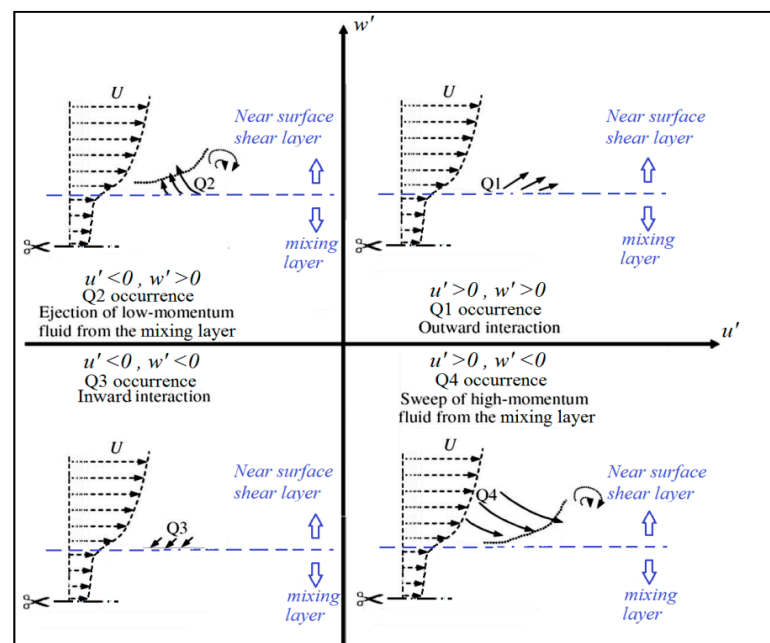 w'
U
Near surface
shear layer
Q2
mixing
layer
u'<0 , w'>0
Q2 occurrence
Ejection of low-momentum
fluid from the mixing layer
U
Near surface
shear layer
Q1
mixing
layer
u'>0 , w'>0
Q1 occurrence
Outward interaction
u'
u'<0 , w'<0
Q3 occurrence
Inward interaction
U
Near surface
shear layer
Q3
mixing
layer
u'>0 , w'<0
Q4 occurrence
Sweep of high-momentum
fluid from the mixing layer
U
Near surface
shear layer
Q4
mixing
layer